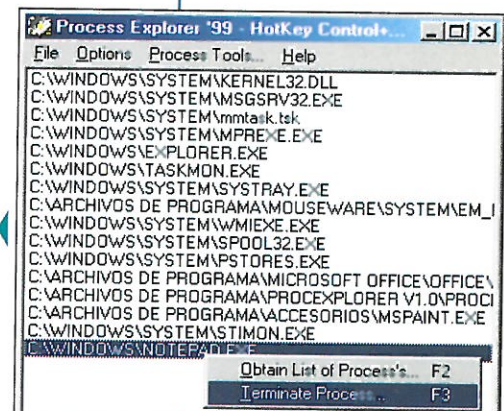 Process Explorer '99 - HotKey Control+...
File Options Process Tools... Help
C:\WINDOWS\SYSTEM\KERNEL32.DLL
C:\WINDOWS\SYSTEM\MSGSRV32.EXE
C:\WINDOWS\SYSTEM\mmtask.tsk
C:\WINDOWS\SYSTEM\MPREXE.EXE
C:\WINDOWS\EXPLORER.EXE
C:\WINDOWS\TASKMON.EXE
C:\WINDOWS\SYSTEM\SYSTRAY.EXE
C:\ARCHIVOS DE PROGRAMA\MOUSEWARE\SYSTEM\EM_
C:\WINDOWS\SYSTEM\WMIEXE.EXE
C:\WINDOWS\SYSTEM\SPOOL32.EXE
C:\WINDOWS\SYSTEM\PSTORES.EXE
C:\ARCHIVOS DE PROGRAMA\MICROSOFT OFFICE\OFFICE\
C:\ARCHIVOS DE PROGRAMA\PROCEXPLORER V1.0\PROCI
C:\ARCHIVOS DE PROGRAMA\ACCESORIOS\MSPAINT.EXE
C:\WINDOWS\SYSTEM\STIMON.EXE
C:\WINDOWS\NOTEPAD.EXE
Obtain List of Process's... F2
Terminate Process... F3